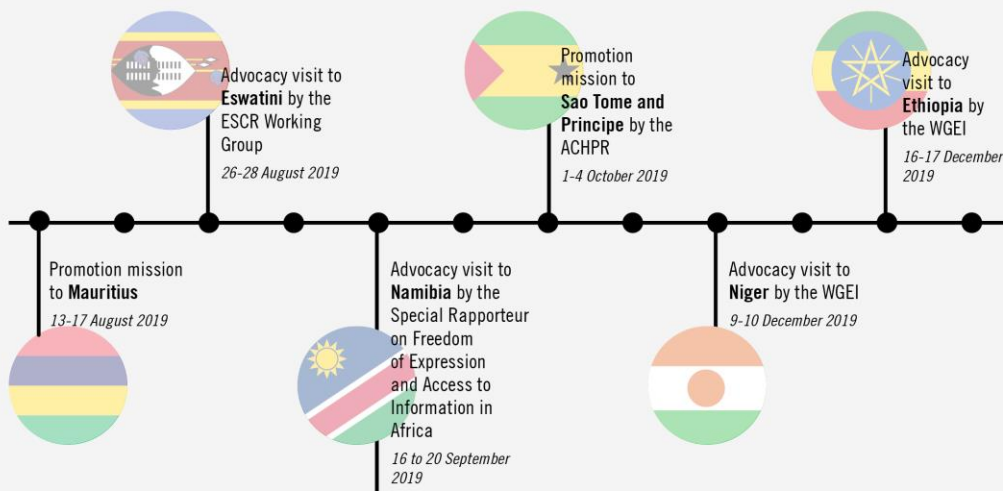 Promotion mission
to Mauritius
13-17 August 2019
Advocacy visit to
Eswatini by the
ESCR Working
Group
26-28 August 2019
Advocacy visit to
Namibia by the
Special Rapporteur
on Freedom
of Expression
and Access to
Information in
Africa
16 to 20 September
2019
Promotion
mission to
Sao Tome and
Principe by the
ACHPR
1-4 October 2019
Advocacy visit to
Niger by the WGEI
9-10 December 2019
Advocacy
visit to
Ethiopia by
the WGEI
16-17 December
2019